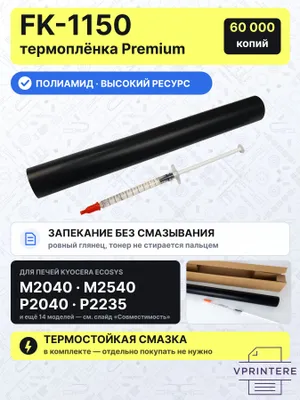 FK-1150
термоплёнка Premium
60 000
копий
ПОЛИАМИД · ВЫСОКИЙ РЕСУРС
ЗАПЕКАНИЕ БЕЗ СМАЗЫВАНИЯ
ровный глянец, тонер не стирается пальцем
ДЛЯ ПЕЧЕЙ KYOCERA ECOSYS
M2040 · M2540
P2040 · P2235
и ещё 14 моделей — см. слайд «Совместимость»
ТЕРМОСТОЙКАЯ СМАЗКА
в комплекте — отдельно покупать не нужно
VPRINTERE